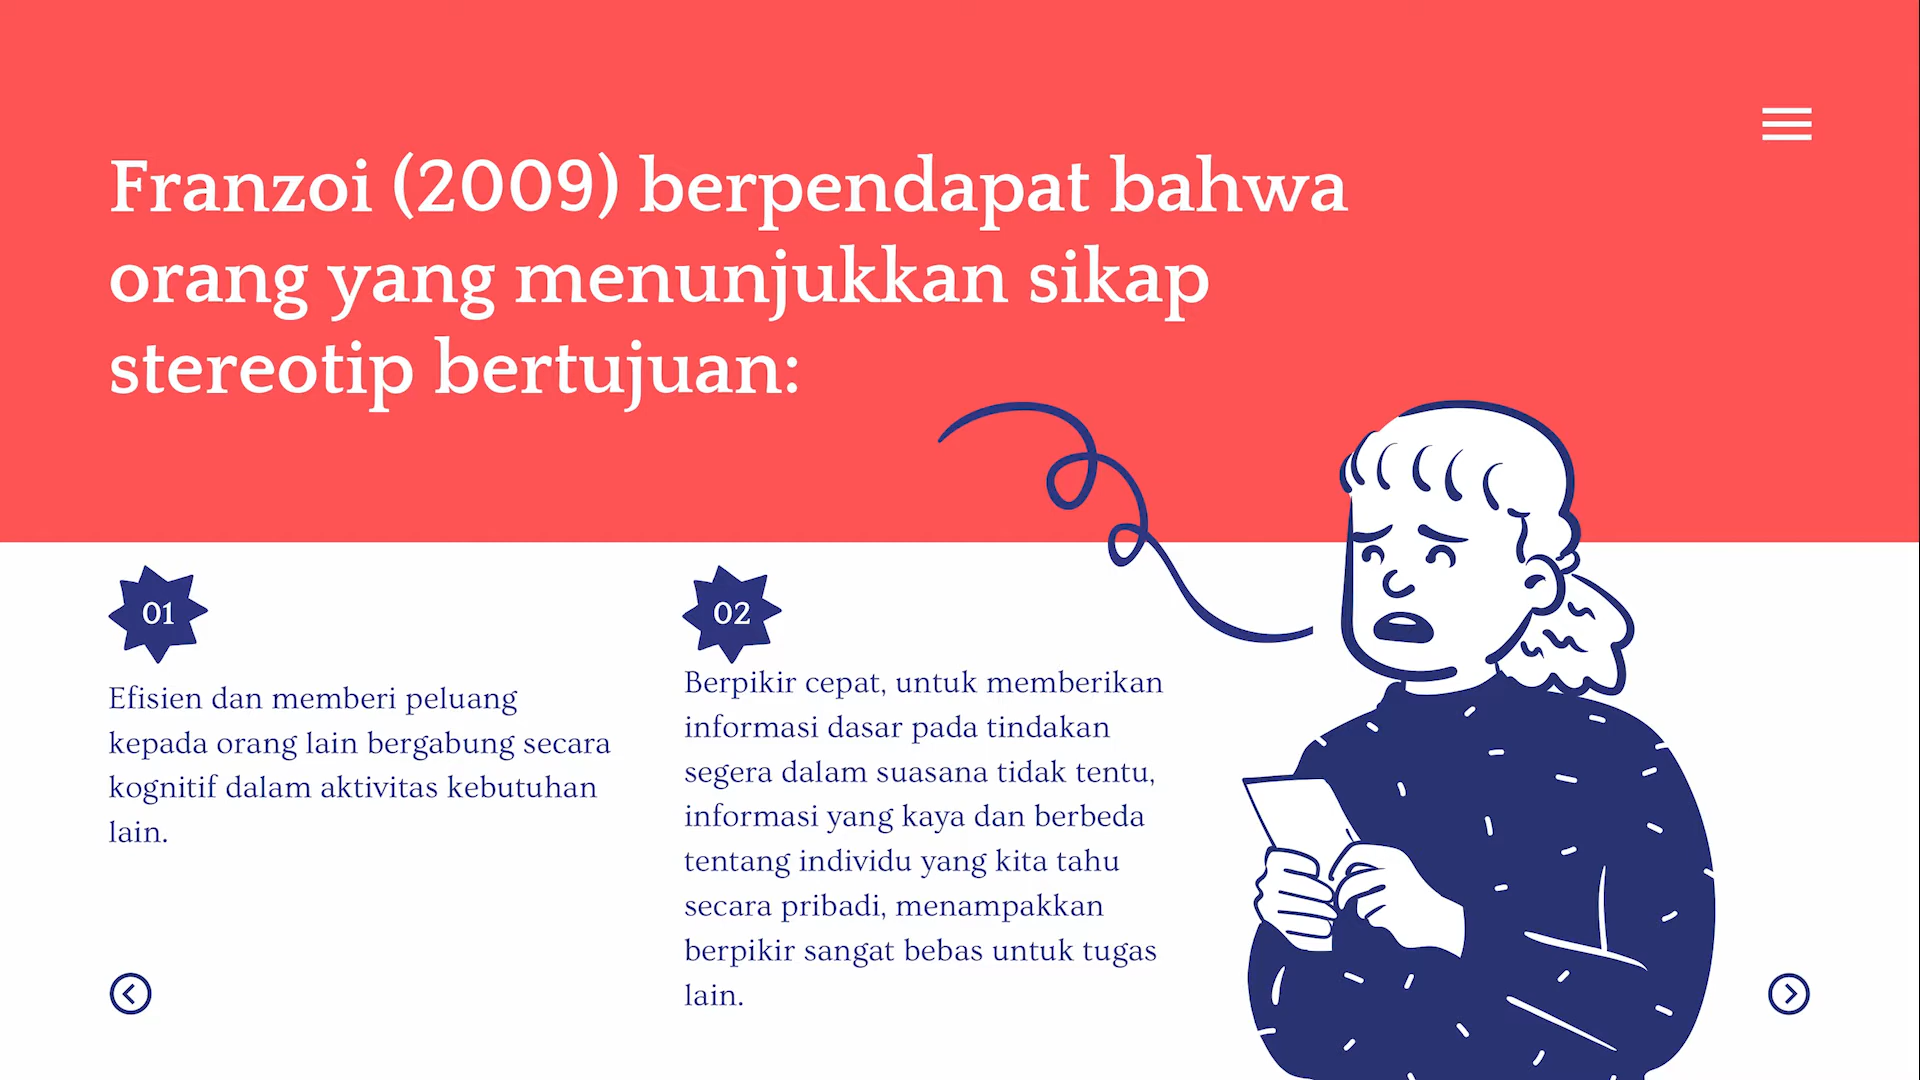 Franzoi (2009) berpendapat bahwa
orang yang menunjukkan sikap
stereotip bertujuan:
01
Efisien dan memberi peluang
kepada orang lain bergabung secara
kognitif dalam aktivitas kebutuhan
lain.
02
Berpikir cepat, untuk memberikan
informasi dasar pada tindakan
segera dalam suasana tidak tentu,
informasi yang kaya dan berbeda
tentang individu yang kita tahu
secara pribadi, menampakkan
berpikir sangat bebas untuk tugas
lain.